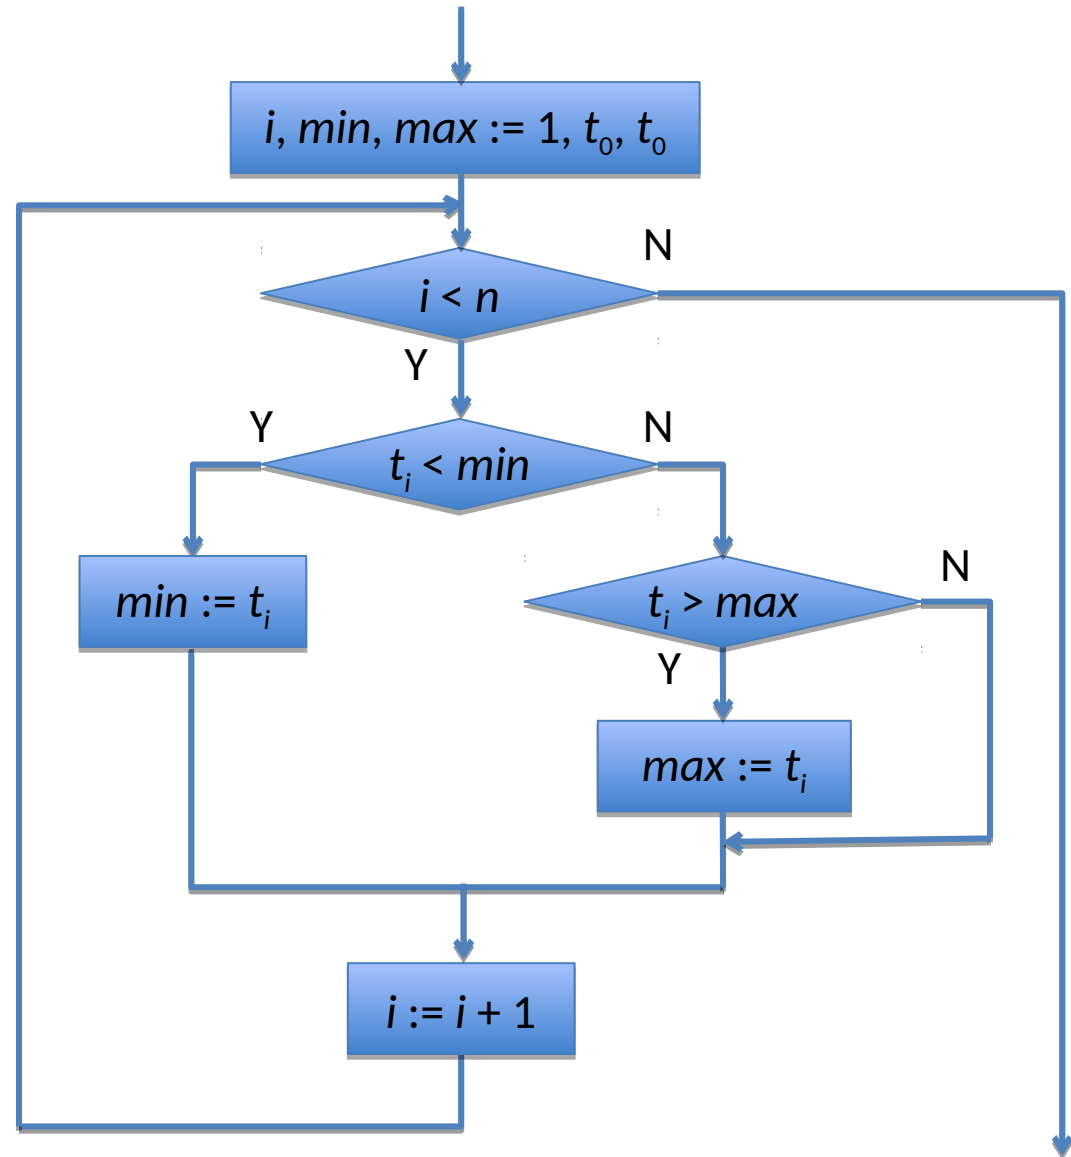 i, min, max := 1, t₀, t₀
N
i < n
Y
Y
N
tᵢ < min
N
min := tᵢ
tᵢ > max
Y
max := tᵢ
i := i + 1